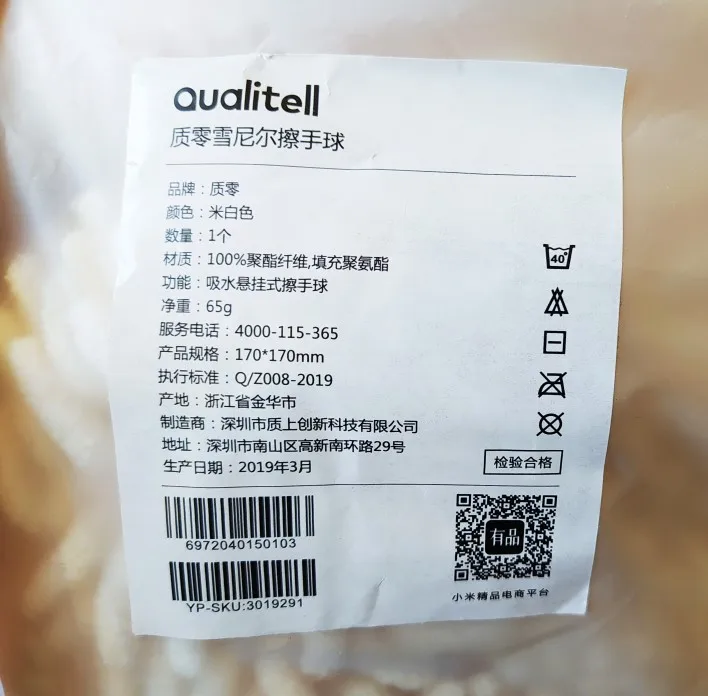 qualitell
质零雪尼尔擦手球
品牌：质零
颜色：米白色
数量：1个
材质：100%聚酯纤维,填充聚氨酯
功能：吸水悬挂式擦手球
净重：65g
服务电话：4000-115-365
产品规格：170*170mm
执行标准：Q/Z008-2019
产地：浙江省金华市
制造商：深圳市质上创新科技有限公司
地址：深圳市南山区高新南环路29号
生产日期：2019年3月
40°
检验合格
6972040150103
YP-SKU:3019291
有品
小米精品电商平台